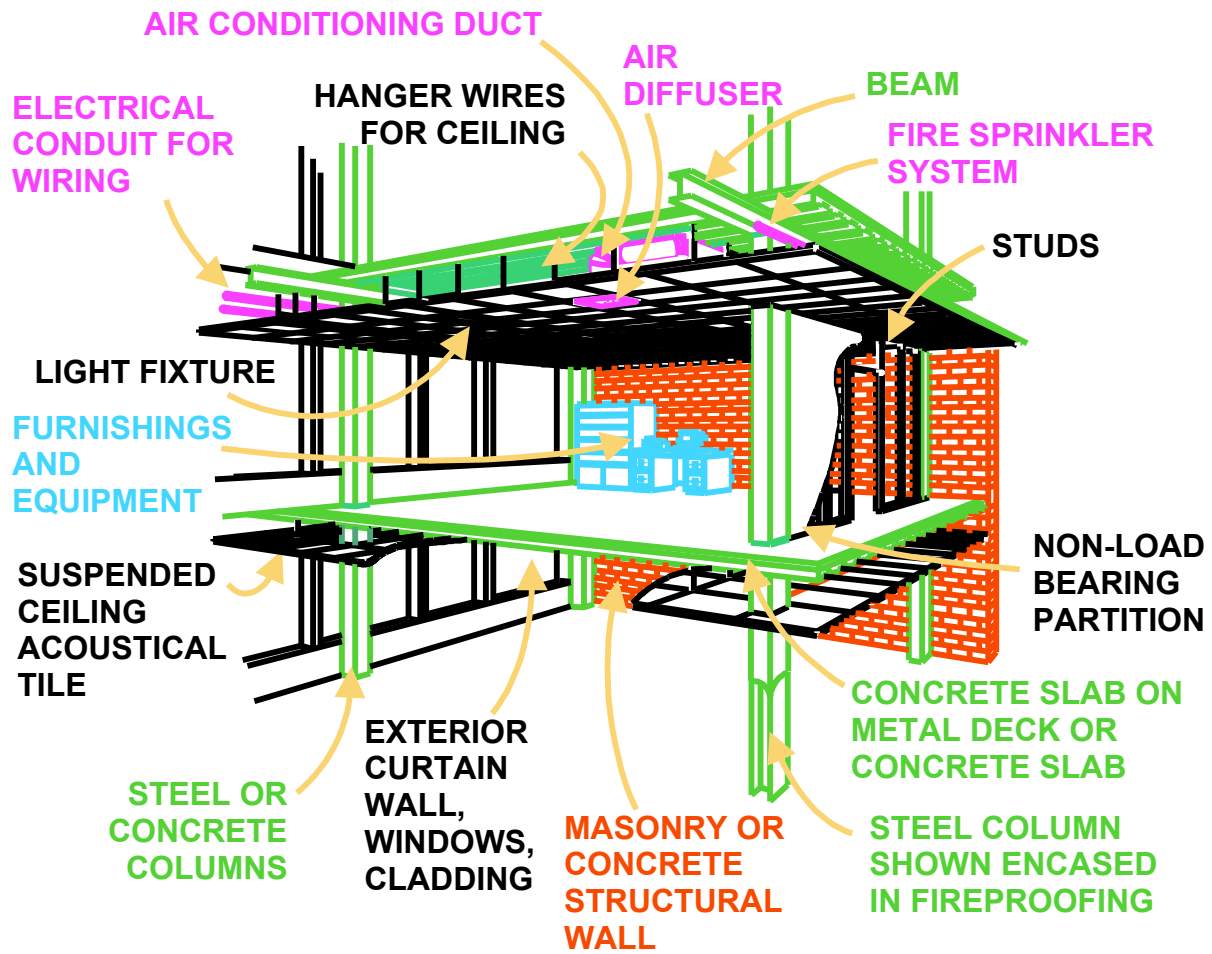 AIR CONDITIONING DUCT
AIR
DIFFUSER
BEAM
HANGER WIRES
FOR CEILING
ELECTRICAL
CONDUIT FOR
WIRING
FIRE SPRINKLER
SYSTEM
STUDS
LIGHT FIXTURE
FURNISHINGS
AND
EQUIPMENT
SUSPENDED
CEILING
ACOUSTICAL
TILE
NON-LOAD
BEARING
PARTITION
STEEL OR
CONCRETE
COLUMNS
EXTERIOR
CURTAIN
WALL,
WINDOWS,
CLADDING
MASONRY OR
CONCRETE
STRUCTURAL
WALL
CONCRETE SLAB ON
METAL DECK OR
CONCRETE SLAB
STEEL COLUMN
SHOWN ENCASED
IN FIREPROOFING